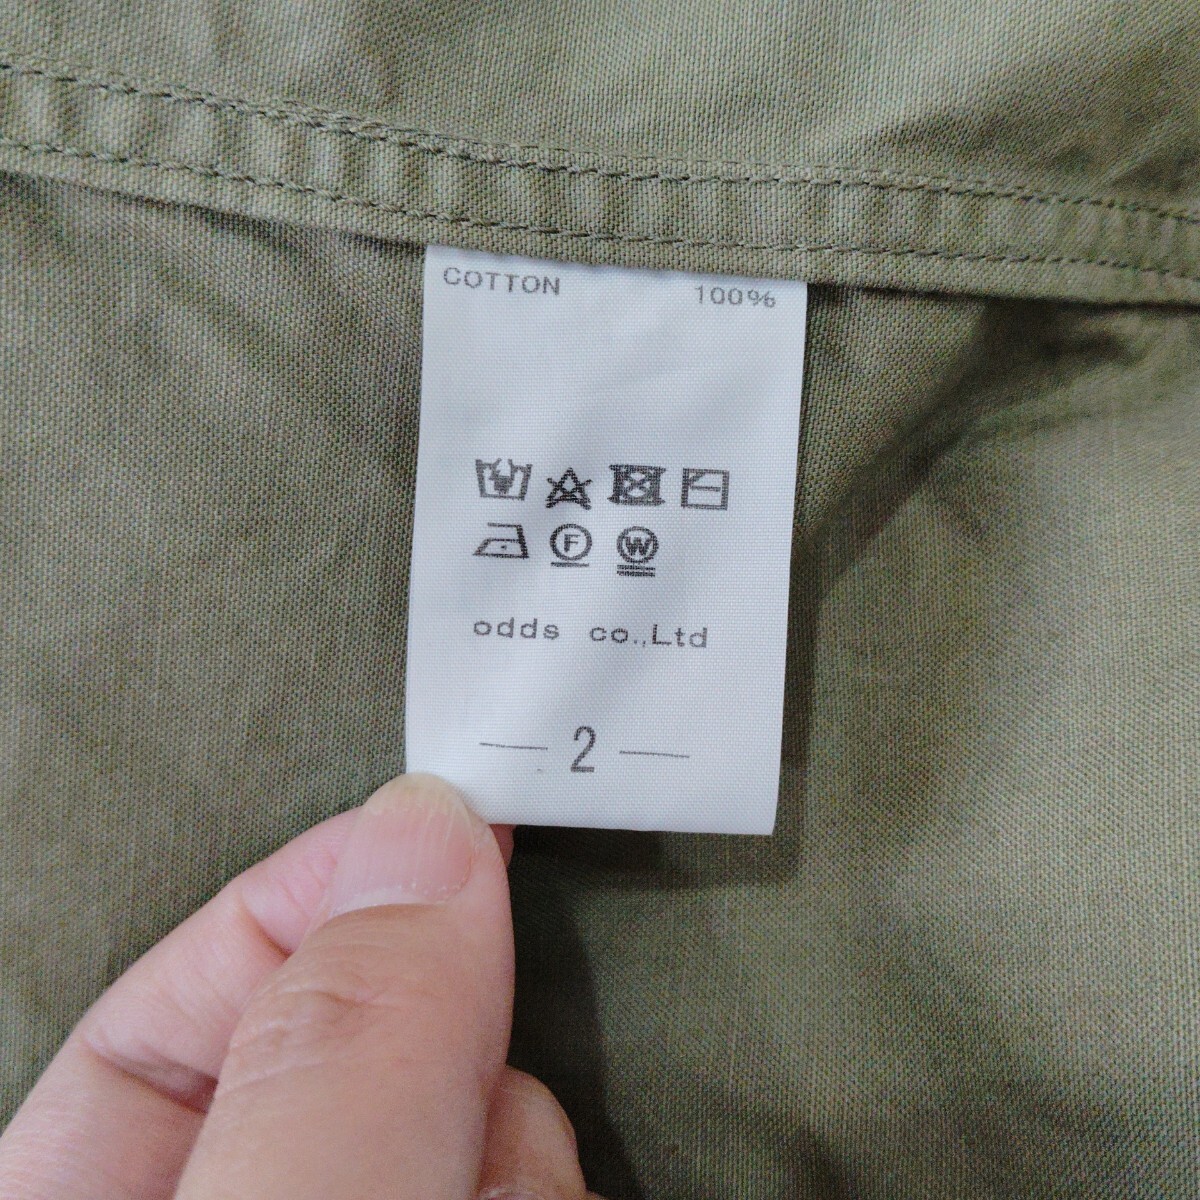 COTTON 100%
F W
odds co.,Ltd
— 2 —